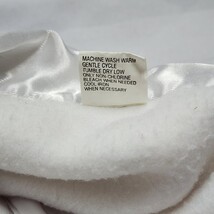 MACHINE WASH WARM
GENTLE CYCLE
TUMBLE DRY LOW
ONLY NON-CHLORINE
BLEACH WHEN NEEDED
COOL IRON
WHEN NECESSARY